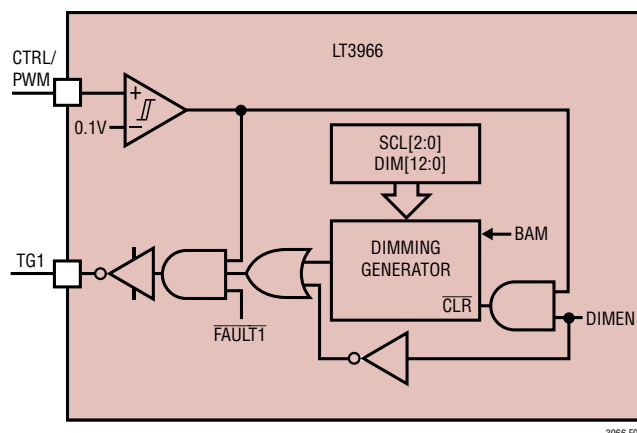 CTRL/
PWM
LT3966
+
0.1V
−
SCL[2:0]
DIM[12:0]
DIMMING
GENERATOR
BAM
CLR
TG1
FAULT1
DIMEN